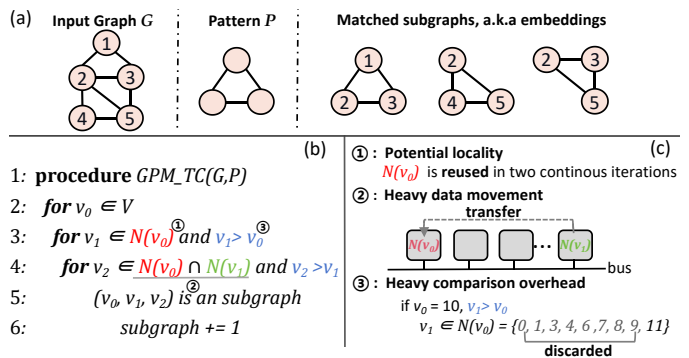 (a)
Input Graph G
Pattern P
Matched subgraphs, a.k.a embeddings
1
2 3
4 5
1
2 3
2
4 5
2 3
5
(b)
1: procedure GPM_TC(G,P)
2: for v₀ ∈ V
3: for v₁ ∈ N(v₀)① and v₁> v₀③
4: for v₂ ∈ N(v₀) ∩ N(v₁) and v₂ >v₁
②
5: (v₀, v₁, v₂) is an subgraph
6: subgraph += 1
(c)
① : Potential locality
N(v₀) is reused in two continous iterations
② : Heavy data movement
transfer
N(v₀) ... N(v₁)
bus
③ : Heavy comparison overhead
if v₀ = 10, v₁> v₀
v₁ ∈ N(v₀) = {0, 1, 3, 4, 6 ,7, 8, 9, 11}
discarded